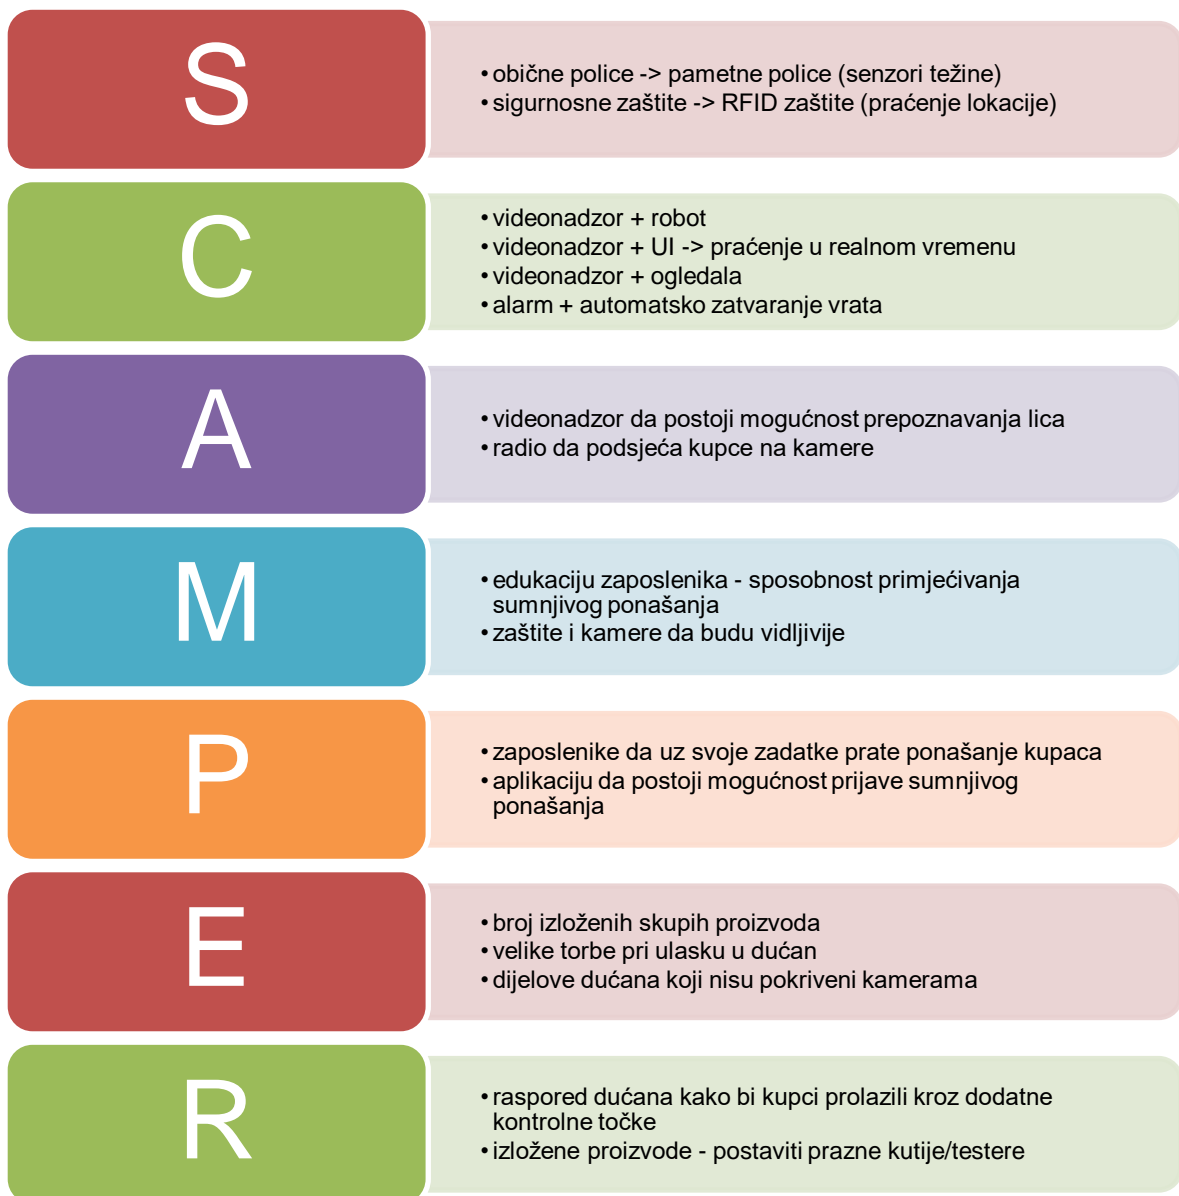 S
• obične police -> pametne police (senzori težine)
• sigurnosne zaštite -> RFID zaštite (praćenje lokacije)
C
• videonadzor + robot
• videonadzor + UI -> praćenje u realnom vremenu
• videonadzor + ogledala
• alarm + automatsko zatvaranje vrata
A
• videonadzor da postoji mogućnost prepoznavanja lica
• radio da podsjeća kupce na kamere
M
• edukaciju zaposlenika - sposobnost primjećivanja
sumnjivog ponašanja
• zaštite i kamere da budu vidljivije
P
• zaposlenike da uz svoje zadatke prate ponašanje kupaca
• aplikaciju da postoji mogućnost prijave sumnjivog
ponašanja
E
• broj izloženih skupih proizvoda
• velike torbe pri ulasku u dućan
• dijelove dućana koji nisu pokriveni kamerama
R
• raspored dućana kako bi kupci prolazili kroz dodatne
kontrolne točke
• izložene proizvode - postaviti prazne kutije/testere